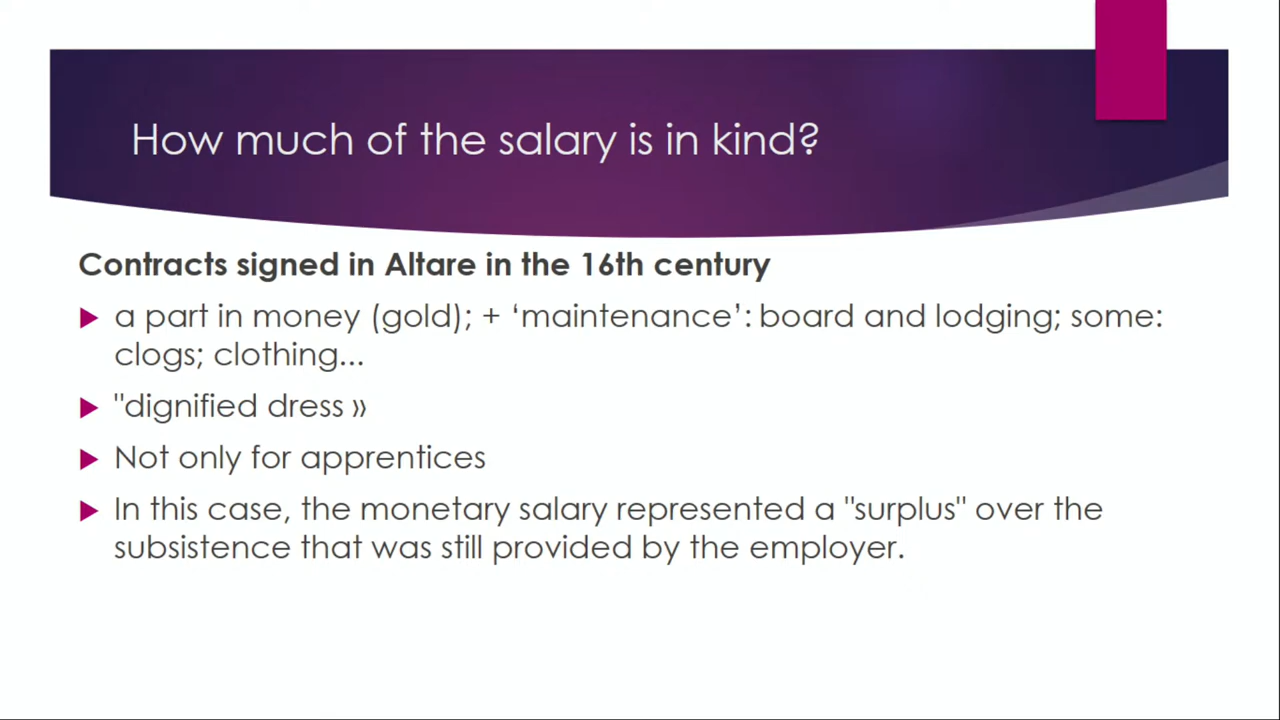 How much of the salary is in kind?
Contracts signed in Altare in the 16th century
a part in money (gold); + ‘maintenance’: board and lodging; some:
clogs; clothing...
"dignified dress »
Not only for apprentices
In this case, the monetary salary represented a "surplus" over the
subsistence that was still provided by the employer.